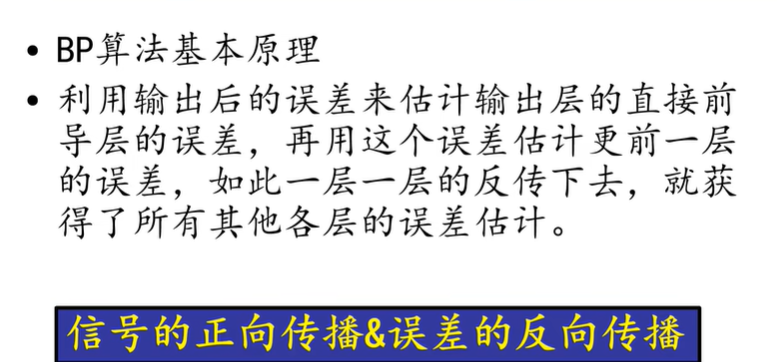 • BP算法基本原理
• 利用输出后的误差来估计输出层的直接前
导层的误差，再用这个误差估计更前一层
的误差，如此一层一层的反传下去，就获
得了所有其他各层的误差估计。
信号的正向传播&误差的反向传播